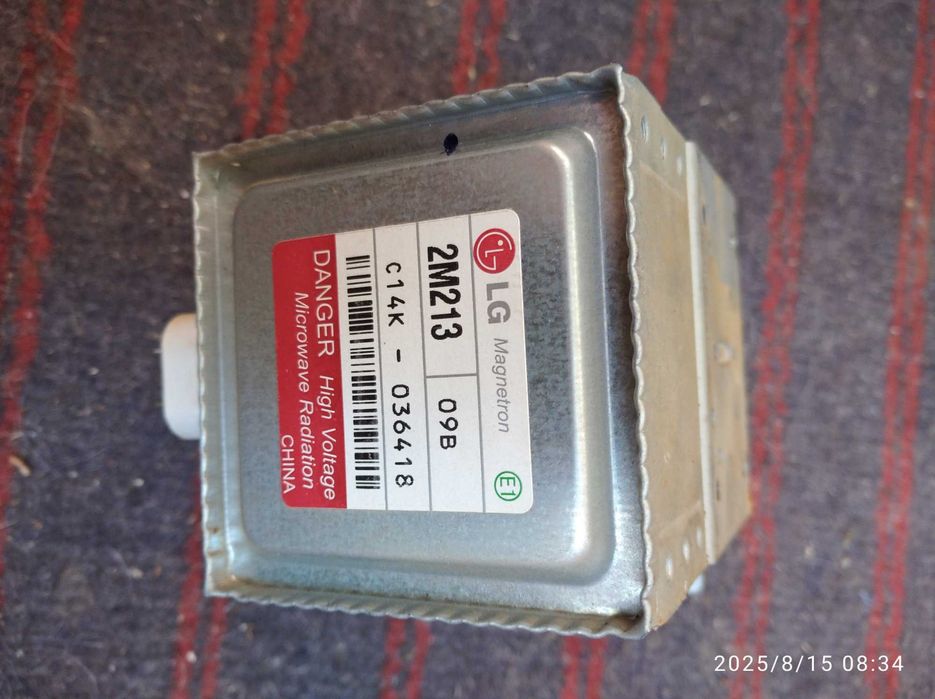 LG Magnetron E1
2M213 09B
C14K - 036418
DANGER High Voltage
Microwave Radiation
CHINA
2025/8/15 08:34